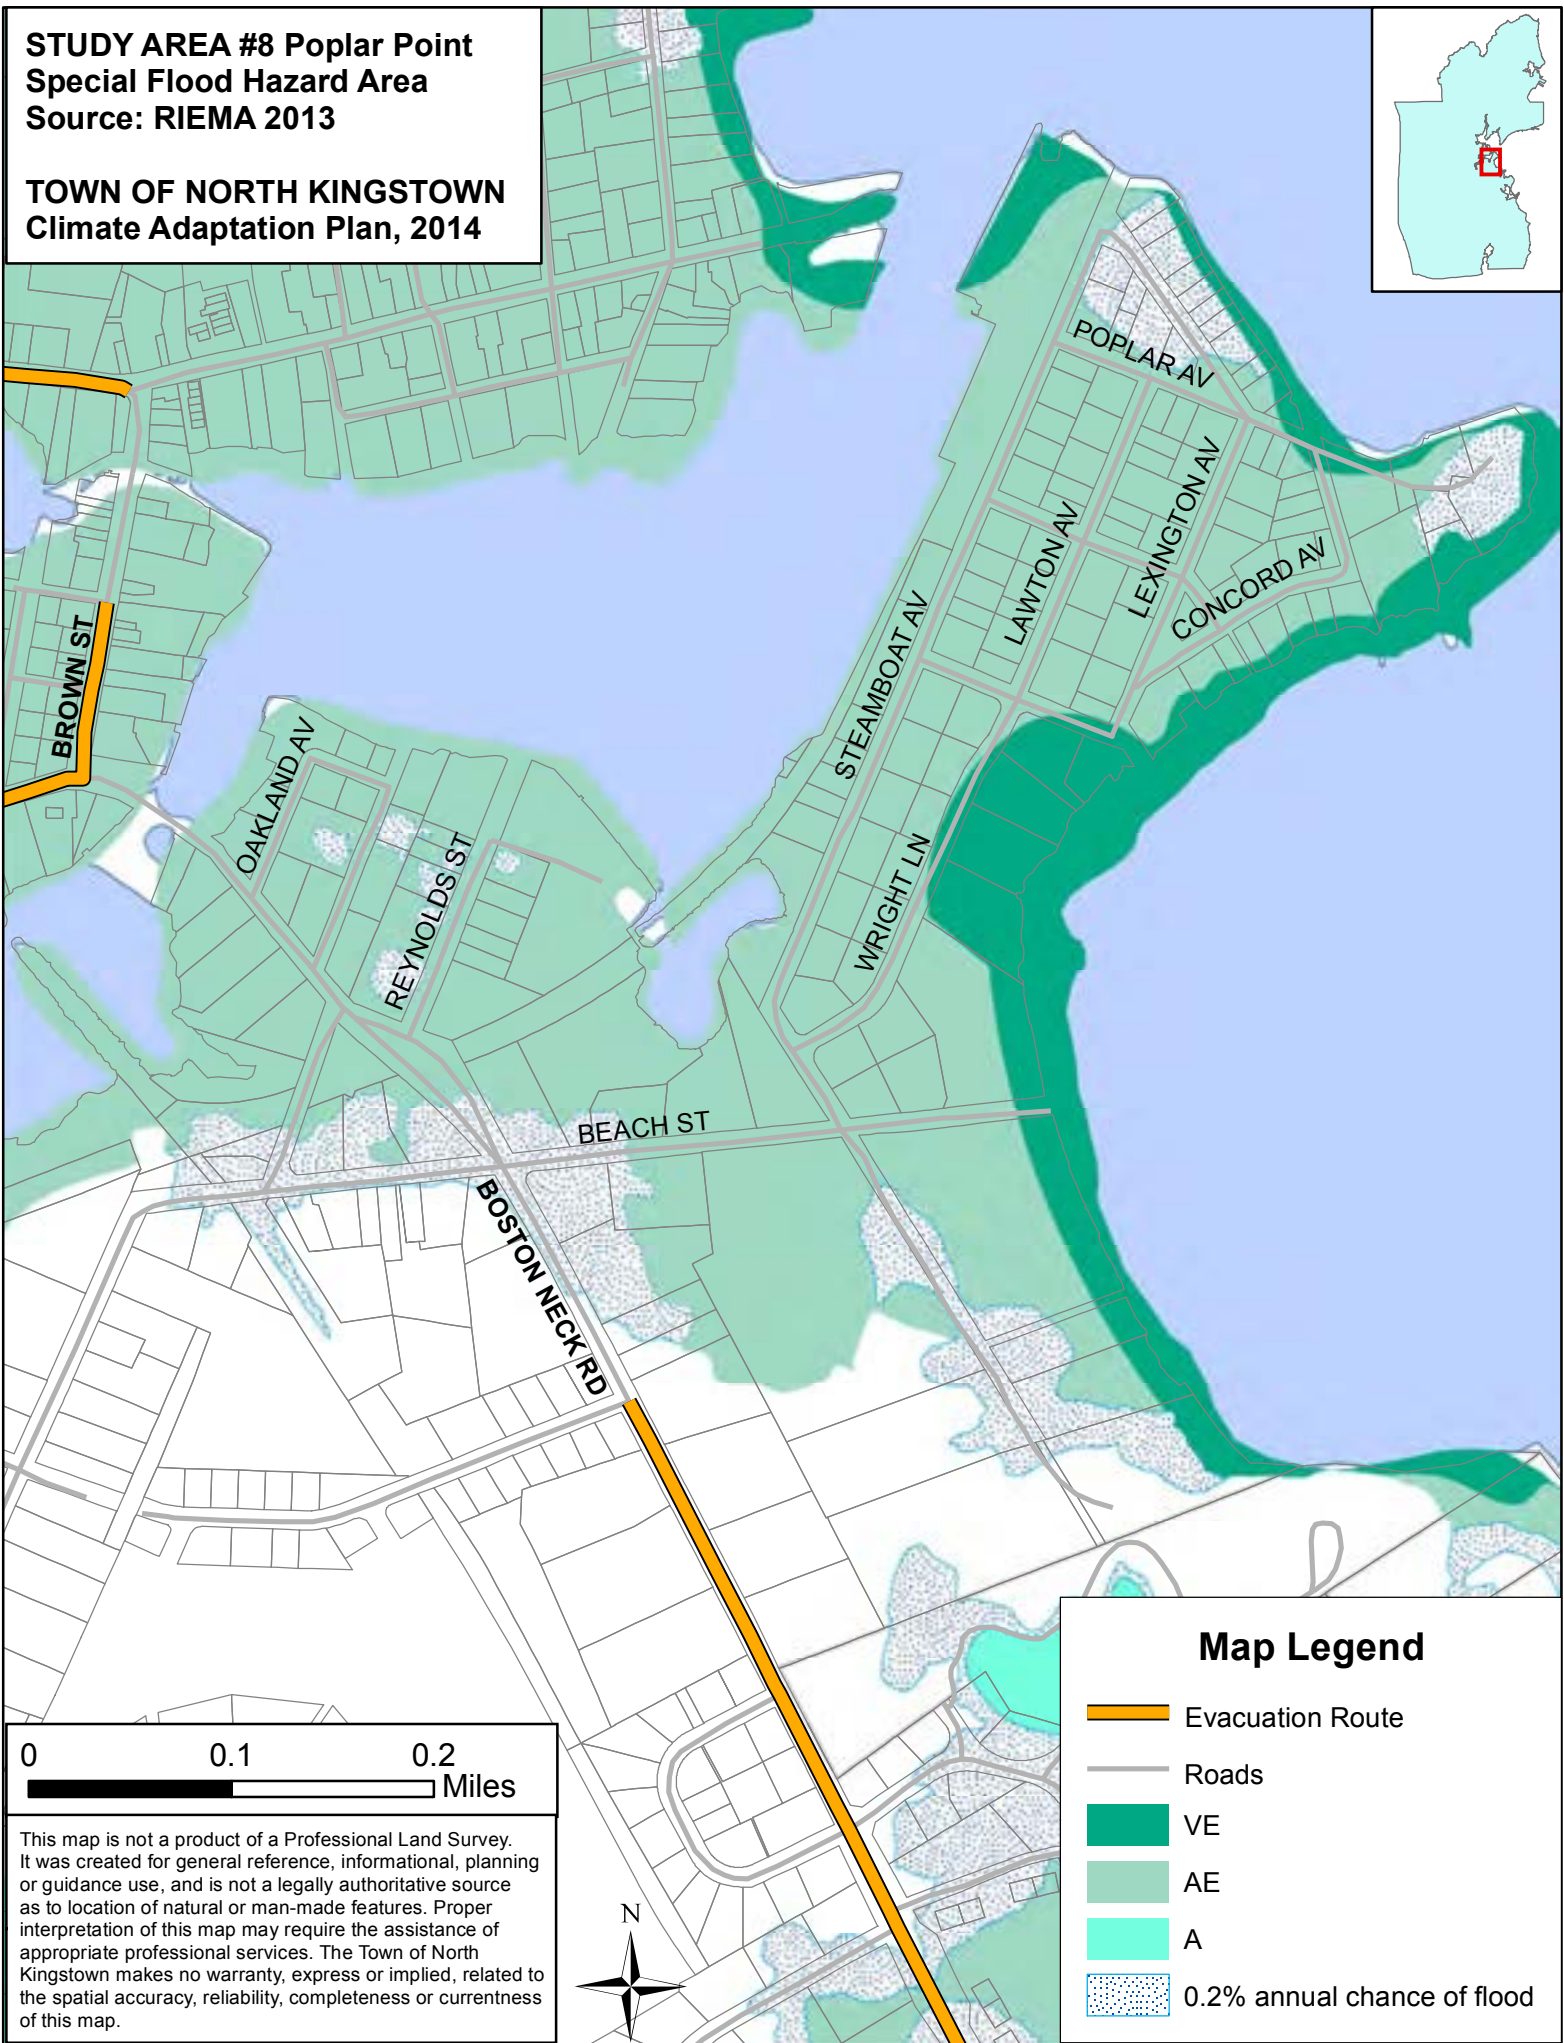 STUDY AREA #8 Poplar Point
Special Flood Hazard Area
Source: RIEMA 2013
TOWN OF NORTH KINGSTOWN
Climate Adaptation Plan, 2014
POPLAR AV
LEXINGTON AV
LAWTON AV
CONCORD AV
STEAMBOAT AV
BROWN ST
OAKLAND AV
REYNOLDS ST
WRIGHT LN
BEACH ST
BOSTON NECK RD
Map Legend
Evacuation Route
Roads
VE
AE
A
0.2% annual chance of flood
0 0.1 0.2
Miles
This map is not a product of a Professional Land Survey.
It was created for general reference, informational, planning
or guidance use, and is not a legally authoritative source
as to location of natural or man-made features. Proper
interpretation of this map may require the assistance of
appropriate professional services. The Town of North
Kingstown makes no warranty, express or implied, related to
the spatial accuracy, reliability, completeness or currentness
of this map.
N